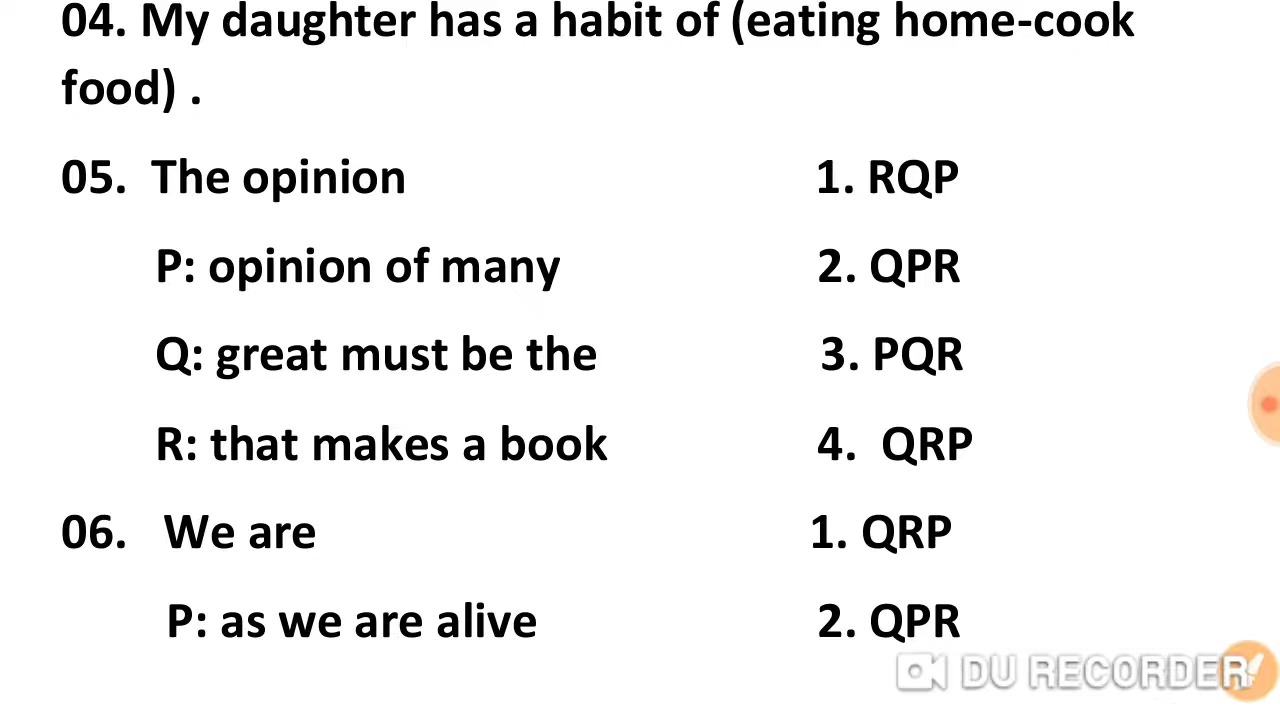 04. My daughter has a habit of (eating home-cook
food) .
05. The opinion 1. RQP
P: opinion of many 2. QPR
Q: great must be the 3. PQR
R: that makes a book 4. QRP
06. We are 1. QRP
P: as we are alive 2. QPR
DU RECORDER